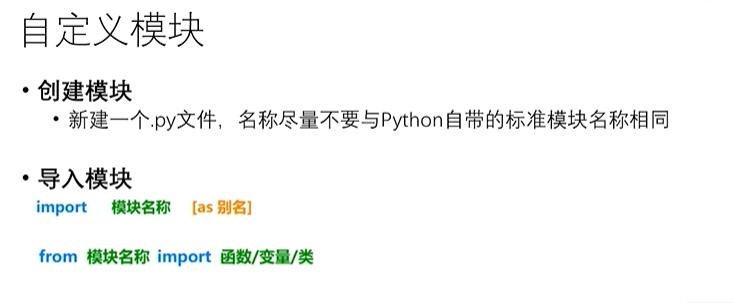 自定义模块
• 创建模块
• 新建一个.py文件，名称尽量不要与Python自带的标准模块名称相同
• 导入模块
import 模块名称 [as 别名]
from 模块名称 import 函数/变量/类